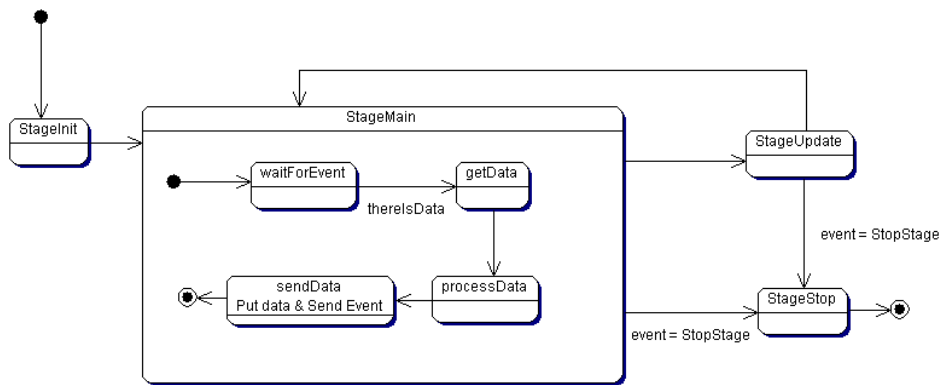 StageMain
StageInit
StageUpdate
waitForEvent
getData
thereIsData
event = StopStage
sendData
Put data & Send Event
processData
StageStop
event = StopStage